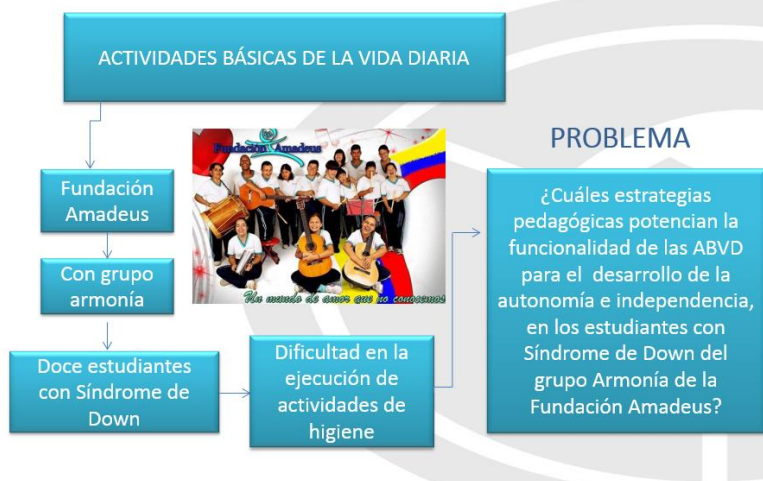 ACTIVIDADES BÁSICAS DE LA VIDA DIARIA
Fundación Amadeus
Un mundo de amor que no conocemos
Fundación
Amadeus
Con grupo
armonía
Doce estudiantes
con Síndrome de
Down
Dificultad en la
ejecución de
actividades de
higiene
PROBLEMA
¿Cuáles estrategias
pedagógicas potencian la
funcionalidad de las ABVD
para el desarrollo de la
autonomía e independencia,
en los estudiantes con
Síndrome de Down del
grupo Armonía de la
Fundación Amadeus?